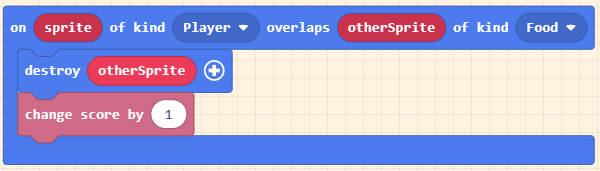 on sprite of kind Player overlaps otherSprite of kind Food
destroy otherSprite
change score by 1